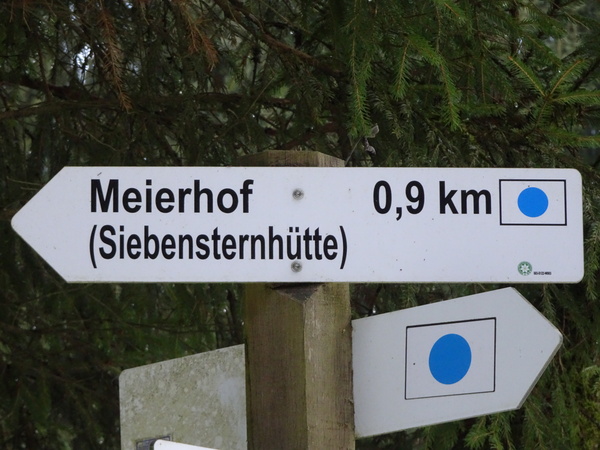 Meierhof 0,9 km
(Siebensternhütte)